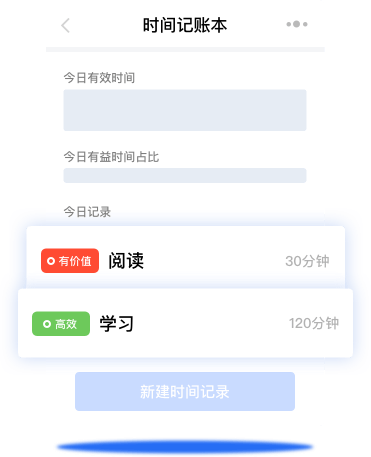 时间记账本
今日有效时间
今日有益时间占比
今日记录
有价值 阅读 30分钟
高效 学习 120分钟
新建时间记录